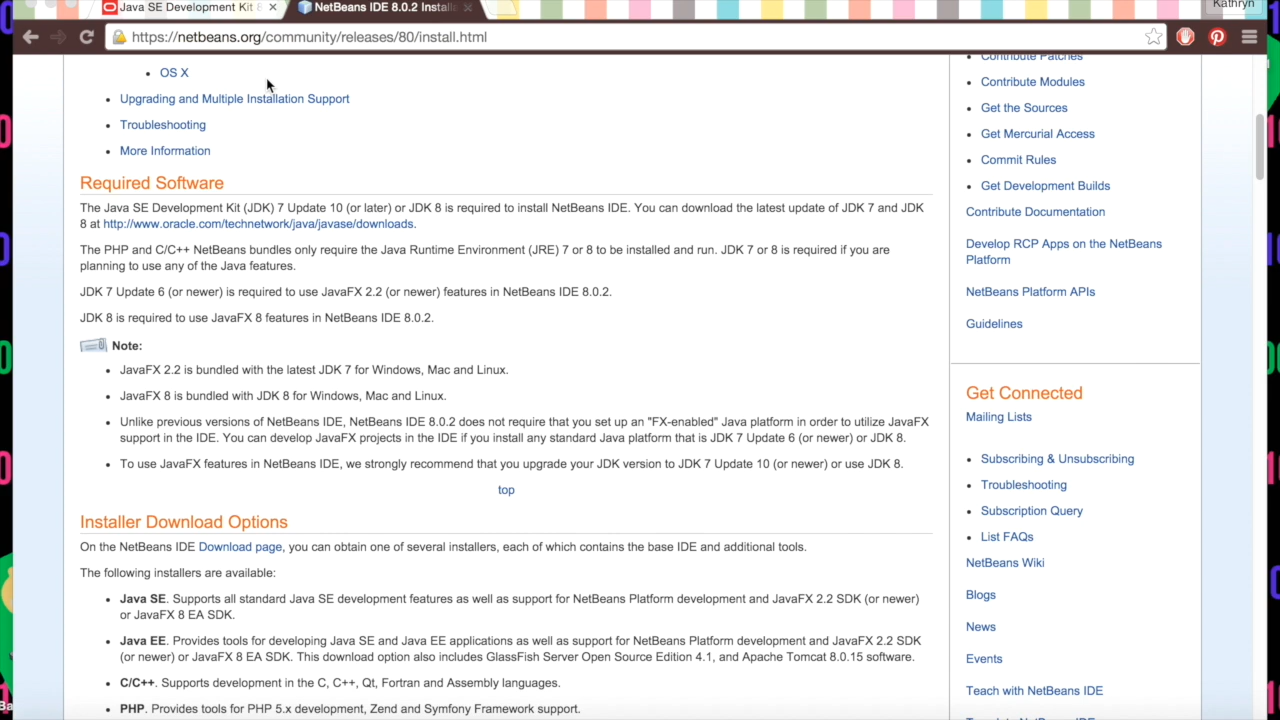 Kathryn
Java SE Development Kit 8
NetBeans IDE 8.0.2 Install
https://netbeans.org/community/releases/80/install.html
OS X
Upgrading and Multiple Installation Support
Troubleshooting
More Information
Required Software
The Java SE Development Kit (JDK) 7 Update 10 (or later) or JDK 8 is required to install NetBeans IDE. You can download the latest update of JDK 7 and JDK
8 at http://www.oracle.com/technetwork/java/javase/downloads.
The PHP and C/C++ NetBeans bundles only require the Java Runtime Environment (JRE) 7 or 8 to be installed and run. JDK 7 or 8 is required if you are
planning to use any of the Java features.
JDK 7 Update 6 (or newer) is required to use JavaFX 2.2 (or newer) features in NetBeans IDE 8.0.2.
JDK 8 is required to use JavaFX 8 features in NetBeans IDE 8.0.2.
Note:
JavaFX 2.2 is bundled with the latest JDK 7 for Windows, Mac and Linux.
JavaFX 8 is bundled with JDK 8 for Windows, Mac and Linux.
Unlike previous versions of NetBeans IDE, NetBeans IDE 8.0.2 does not require that you set up an "FX-enabled" Java platform in order to utilize JavaFX
support in the IDE. You can develop JavaFX projects in the IDE if you install any standard Java platform that is JDK 7 Update 6 (or newer) or JDK 8.
To use JavaFX features in NetBeans IDE, we strongly recommend that you upgrade your JDK version to JDK 7 Update 10 (or newer) or use JDK 8.
top
Installer Download Options
On the NetBeans IDE Download page, you can obtain one of several installers, each of which contains the base IDE and additional tools.
The following installers are available:
Java SE. Supports all standard Java SE development features as well as support for NetBeans Platform development and JavaFX 2.2 SDK (or newer)
or JavaFX 8 EA SDK.
Java EE. Provides tools for developing Java SE and Java EE applications as well as support for NetBeans Platform development and JavaFX 2.2 SDK
(or newer) or JavaFX 8 EA SDK. This download option also includes GlassFish Server Open Source Edition 4.1, and Apache Tomcat 8.0.15 software.
C/C++. Supports development in the C, C++, Qt, Fortran and Assembly languages.
PHP. Provides tools for PHP 5.x development, Zend and Symfony Framework support.
Contribute Patches
Contribute Modules
Get the Sources
Get Mercurial Access
Commit Rules
Get Development Builds
Contribute Documentation
Develop RCP Apps on the NetBeans
Platform
NetBeans Platform APIs
Guidelines
Get Connected
Mailing Lists
Subscribing & Unsubscribing
Troubleshooting
Subscription Query
List FAQs
NetBeans Wiki
Blogs
News
Events
Teach with NetBeans IDE